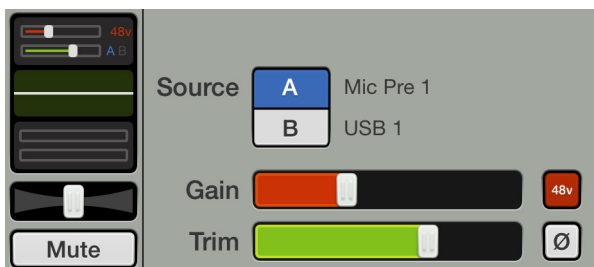 48v
A B
Source
A
Mic Pre 1
B
USB 1
Gain
48v
Trim
Ø
Mute